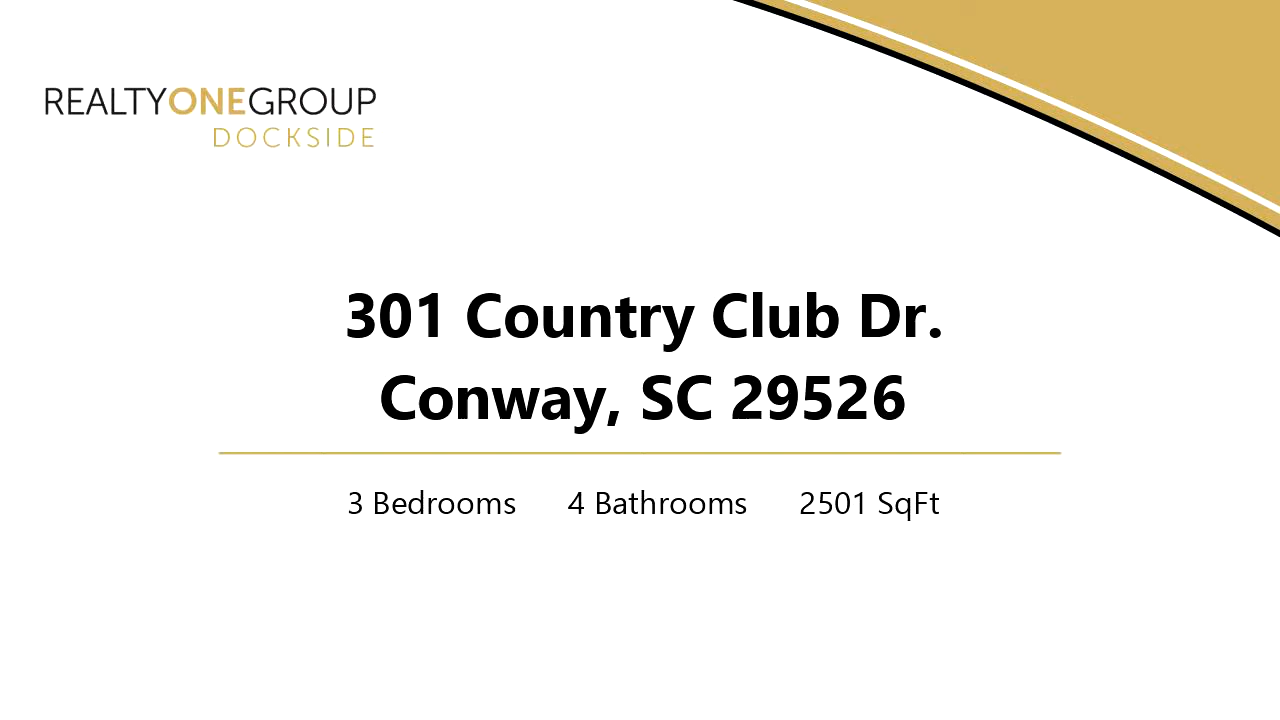 REALTYONEGROUP
DOCKSIDE
301 Country Club Dr.
Conway, SC 29526
3 Bedrooms 4 Bathrooms 2501 SqFt